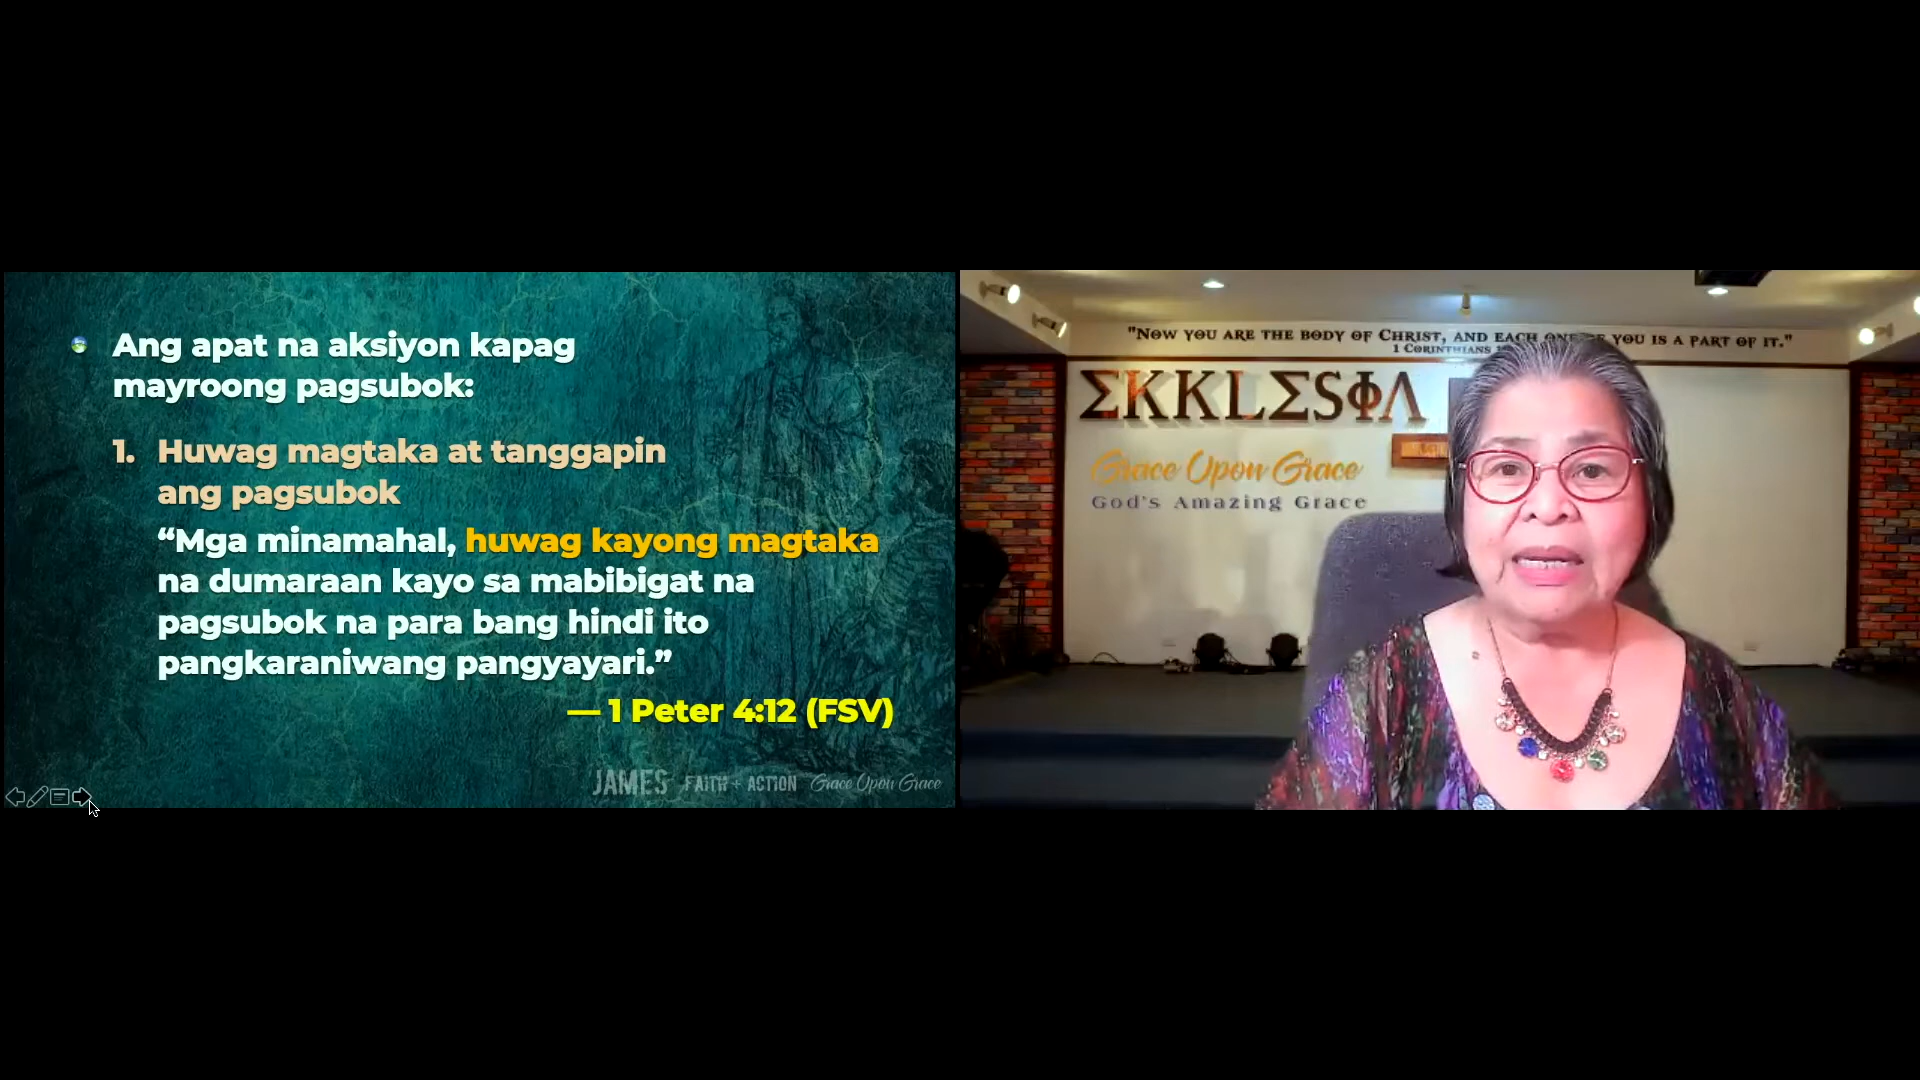 Ang apat na aksiyon kapag
mayroong pagsubok:
1. Huwag magtaka at tanggapin
ang pagsubok
“Mga minamahal, huwag kayong magtaka
na dumaraan kayo sa mabibigat na
pagsubok na para bang hindi ito
pangkaraniwang pangyayari.”
— 1 Peter 4:12 (FSV)
JAMES FAITH + ACTION Grace Upon Grace
"NOW YOU ARE THE BODY OF CHRIST, AND EACH ONE OF YOU IS A PART OF IT."
1 CORINTHIANS
ΣKKLΣSΦΛ
Grace Upon Grace
God's Amazing Grace